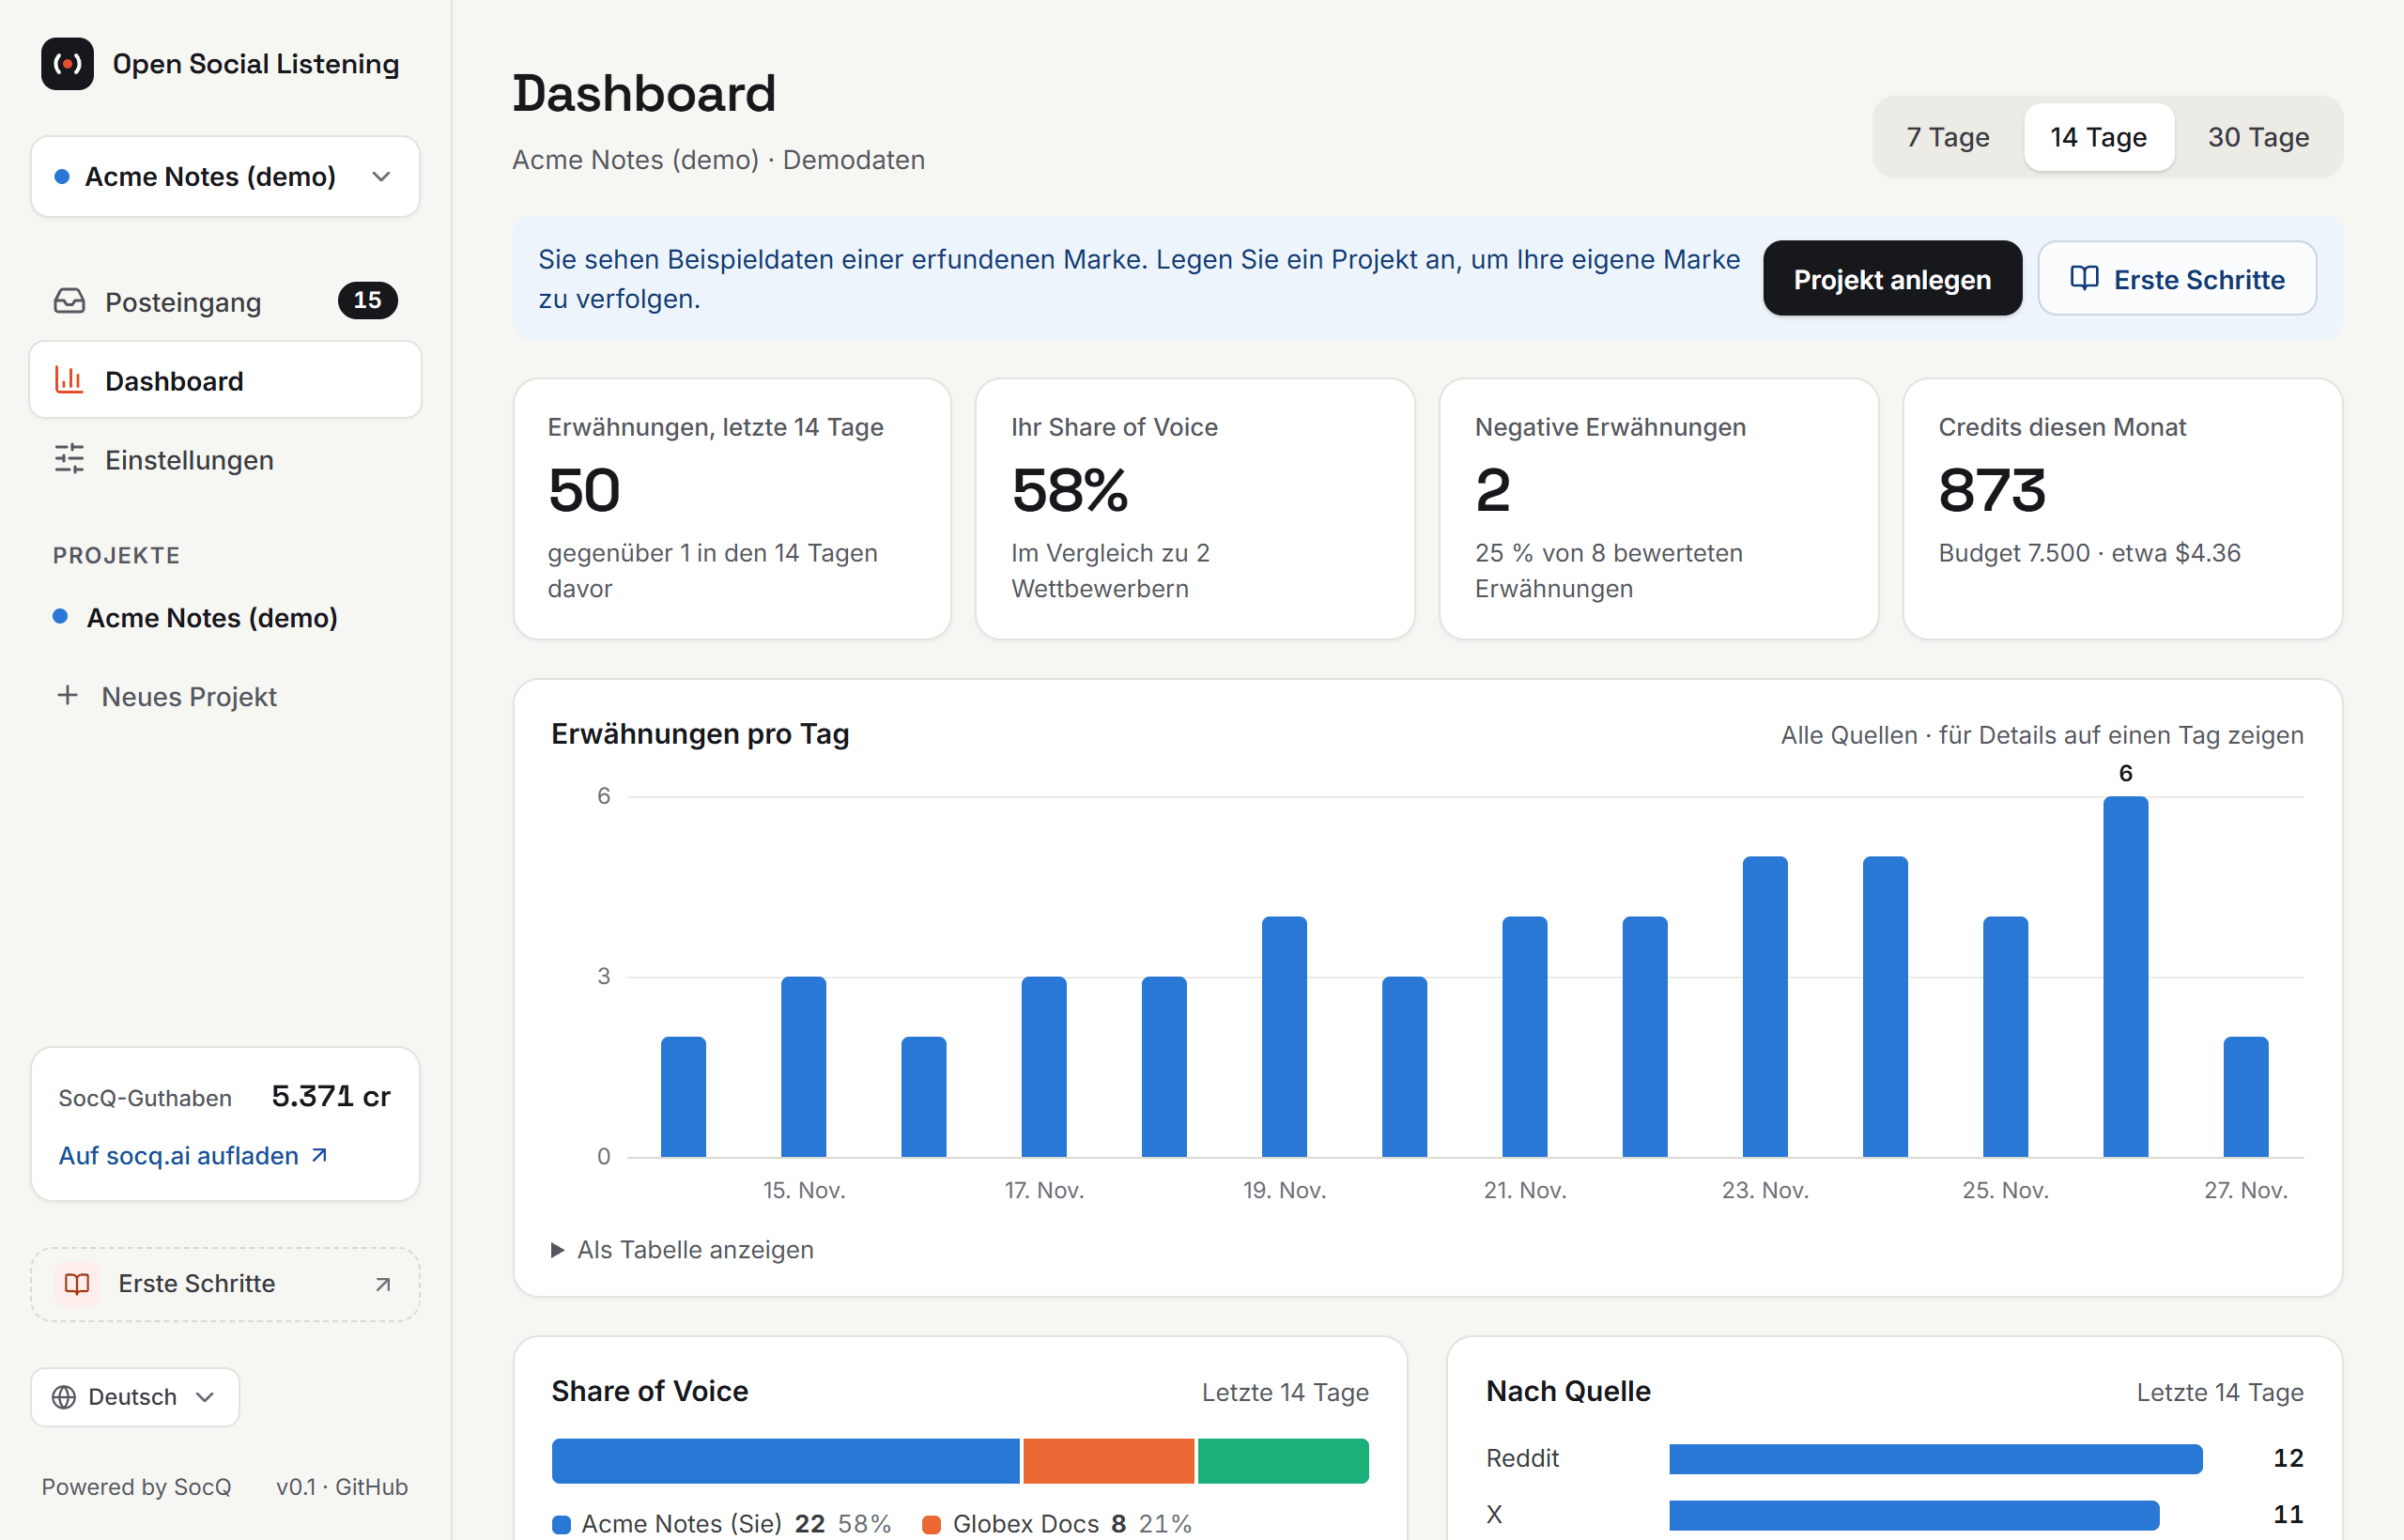 Open Social Listening
Acme Notes (demo)
Posteingang 15
Dashboard
Einstellungen
PROJEKTE
Acme Notes (demo)
Neues Projekt
SocQ-Guthaben 5.371 cr
Auf socq.ai aufladen
Erste Schritte
Deutsch
Powered by SocQ v0.1 · GitHub
Dashboard
Acme Notes (demo) · Demodaten
7 Tage 14 Tage 30 Tage
Sie sehen Beispieldaten einer erfundenen Marke. Legen Sie ein Projekt an, um Ihre eigene Marke
zu verfolgen.
Projekt anlegen
Erste Schritte
Erwähnungen, letzte 14 Tage
50
gegenüber 1 in den 14 Tagen
davor
Ihr Share of Voice
58%
Im Vergleich zu 2
Wettbewerbern
Negative Erwähnungen
2
25 % von 8 bewerteten
Erwähnungen
Credits diesen Monat
873
Budget 7.500 · etwa $4.36
Erwähnungen pro Tag
Alle Quellen · für Details auf einen Tag zeigen
6
6
3
0
15. Nov. 17. Nov. 19. Nov. 21. Nov. 23. Nov. 25. Nov. 27. Nov.
Als Tabelle anzeigen
Share of Voice Letzte 14 Tage
Acme Notes (Sie) 22 58% Globex Docs 8 21%
Nach Quelle Letzte 14 Tage
Reddit 12
X 11